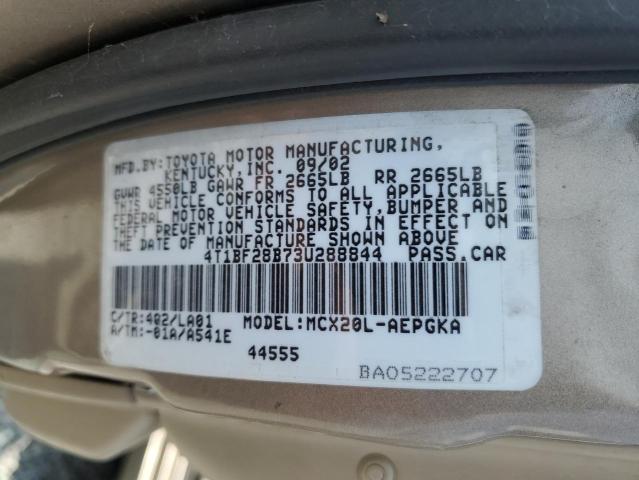 MFD.BY:TOYOTA MOTOR MANUFACTURING,
KENTUCKY,INC. 09/02
GVWR 4550LB GAWR FR 2665LB RR 2665LB
THIS VEHICLE CONFORMS TO ALL APPLICABLE
FEDERAL MOTOR VEHICLE SAFETY,BUMPER AND
THEFT PREVENTION STANDARDS IN EFFECT ON
THE DATE OF MANUFACTURE SHOWN ABOVE.
4T1BF28B73U288844 PASS.CAR
C/TR:4Q2/LA01 MODEL:MCX20L-AEPGKA
A/TM:-01A/A541E
44555
BA05222707